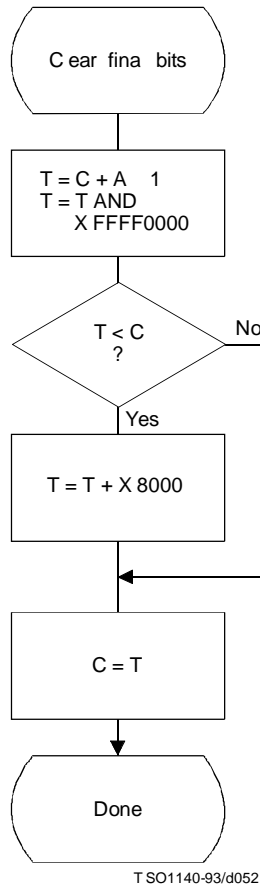 C ear fina bits
T = C + A 1
T = T AND
X FFFF0000
T < C
?
No
Yes
T = T + X 8000
C = T
Done
T SO1140-93/d052